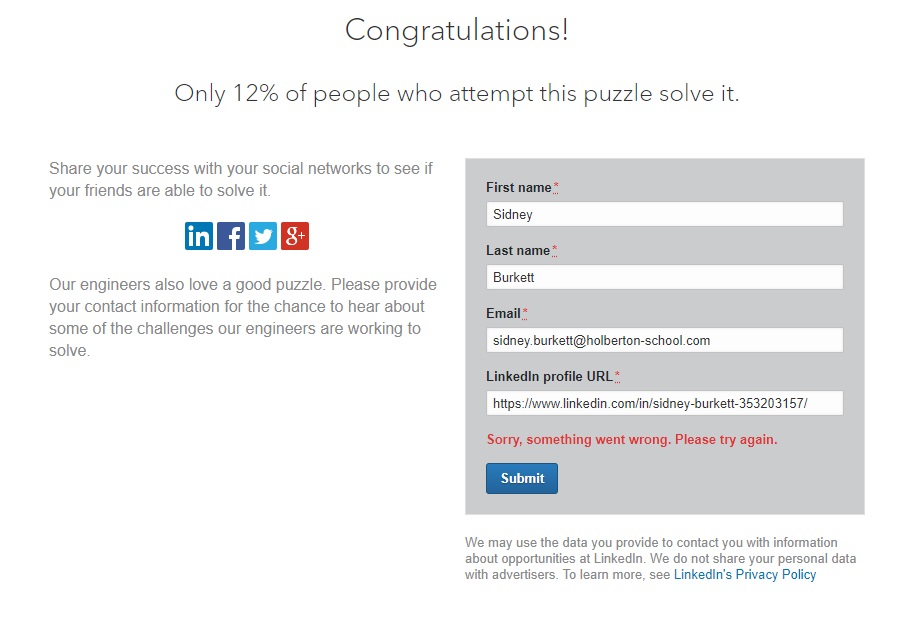 Congratulations!
Only 12% of people who attempt this puzzle solve it.
Share your success with your social networks to see if
your friends are able to solve it.
in f g+
Our engineers also love a good puzzle. Please provide
your contact information for the chance to hear about
some of the challenges our engineers are working to
solve.
First name*
Sidney
Last name*
Burkett
Email*
sidney.burkett@holberton-school.com
LinkedIn profile URL*
https://www.linkedin.com/in/sidney-burkett-353203157/
Sorry, something went wrong. Please try again.
Submit
We may use the data you provide to contact you with information
about opportunities at LinkedIn. We do not share your personal data
with advertisers. To learn more, see LinkedIn's Privacy Policy